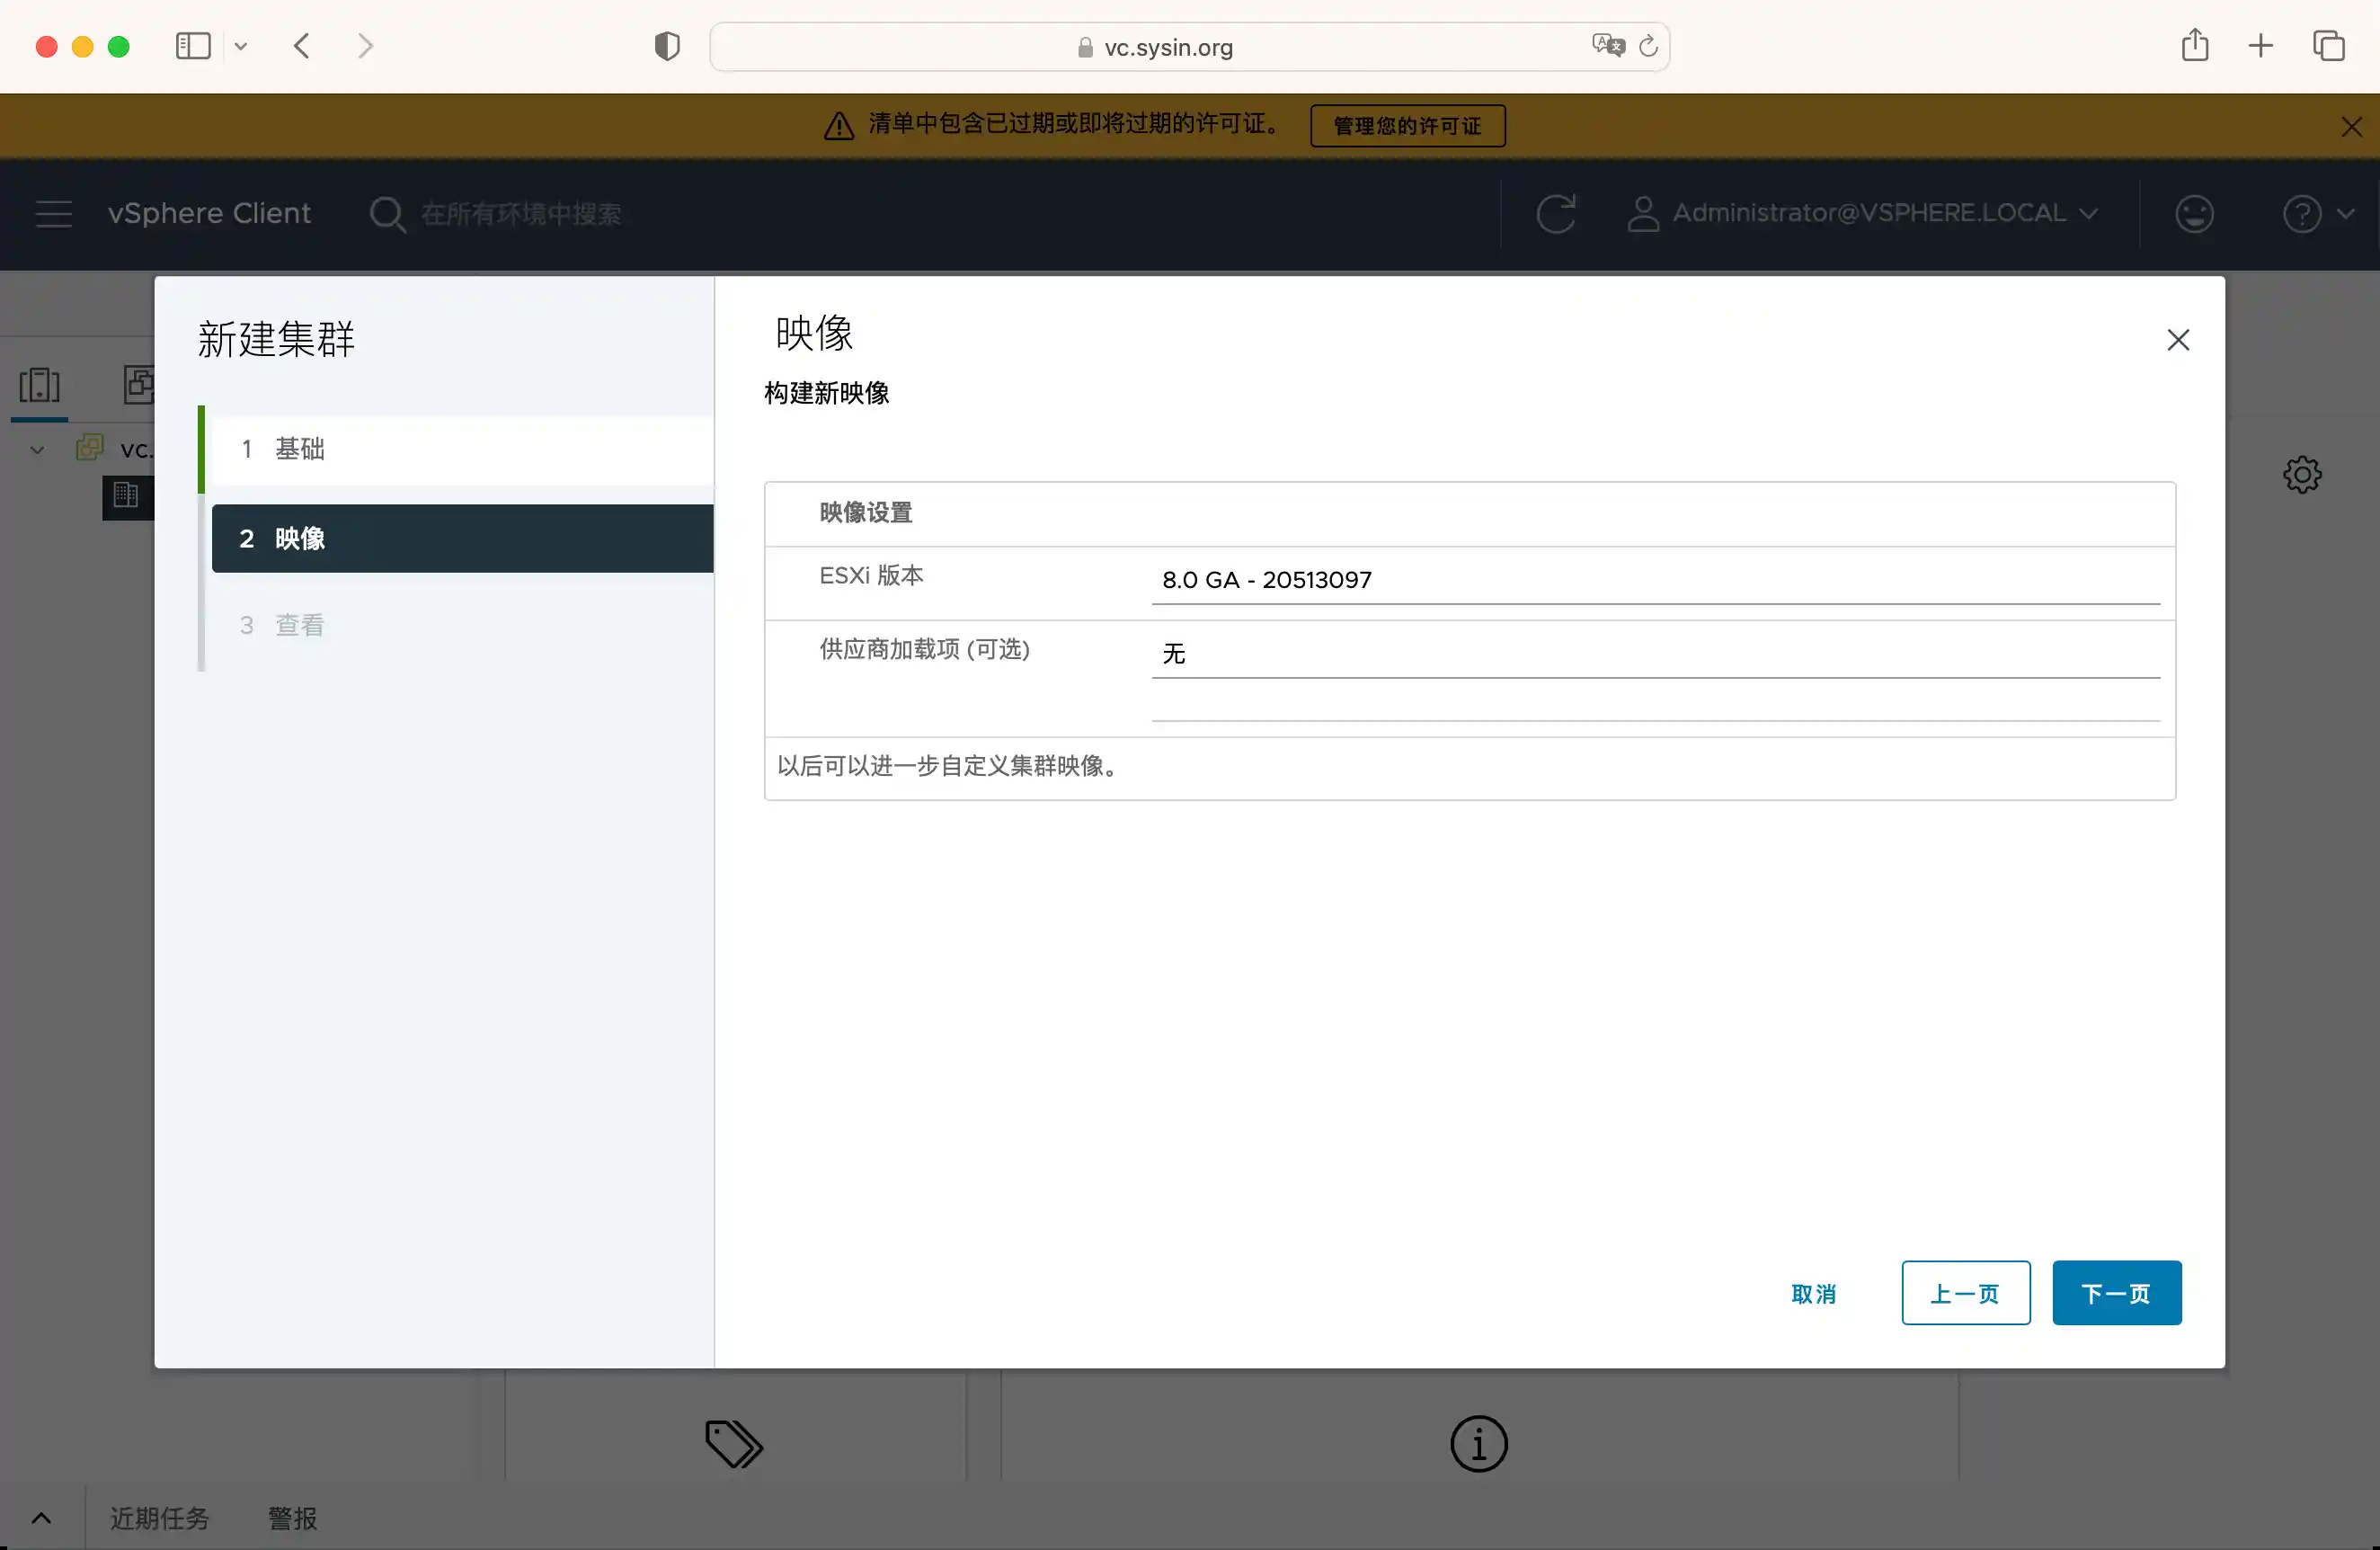 vc.sysin.org
清单中包含已过期或即将过期的许可证。 管理您的许可证
vSphere Client 在所有环境中搜索 Administrator@VSPHERE.LOCAL
vc.
新建集群
1 基础
2 映像
3 查看
映像
构建新映像
映像设置
ESXi 版本 8.0 GA - 20513097
供应商加载项 (可选) 无
以后可以进一步自定义集群映像。
取消 上一页 下一页
近期任务 警报